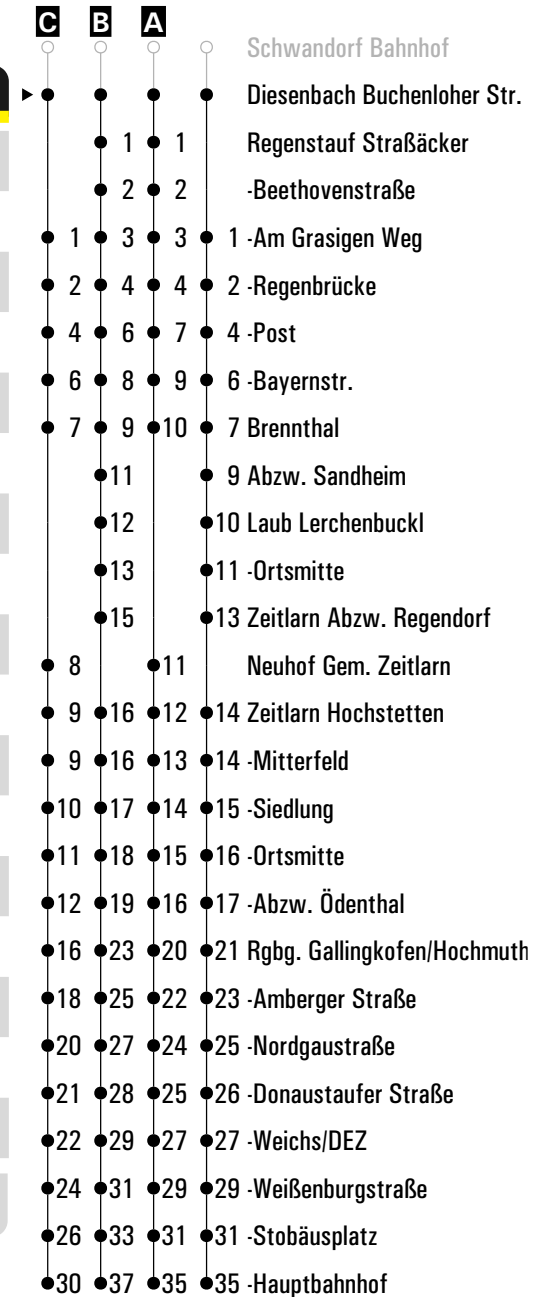 C B A
Schwandorf Bahnhof
Diesenbach Buchenloher Str.
1 1 Regenstauf Straßäcker
2 2 -Beethovenstraße
1 3 3 1 -Am Grasigen Weg
2 4 4 2 -Regenbrücke
4 6 7 4 -Post
6 8 9 6 -Bayernstr.
7 9 10 7 Brennthal
11 9 Abzw. Sandheim
12 10 Laub Lerchenbuckl
13 11 -Ortsmitte
15 13 Zeitlarn Abzw. Regendorf
8 11 Neuhof Gem. Zeitlarn
9 16 12 14 Zeitlarn Hochstetten
9 16 13 14 -Mitterfeld
10 17 14 15 -Siedlung
11 18 15 16 -Ortsmitte
12 19 16 17 -Abzw. Ödenthal
16 23 20 21 Rgbg. Gallingkofen/Hochmuth
18 25 22 23 -Amberger Straße
20 27 24 25 -Nordgaustraße
21 28 25 26 -Donaustaufer Straße
22 29 27 27 -Weichs/DEZ
24 31 29 29 -Weißenburgstraße
26 33 31 31 -Stobäusplatz
30 37 35 35 -Hauptbahnhof